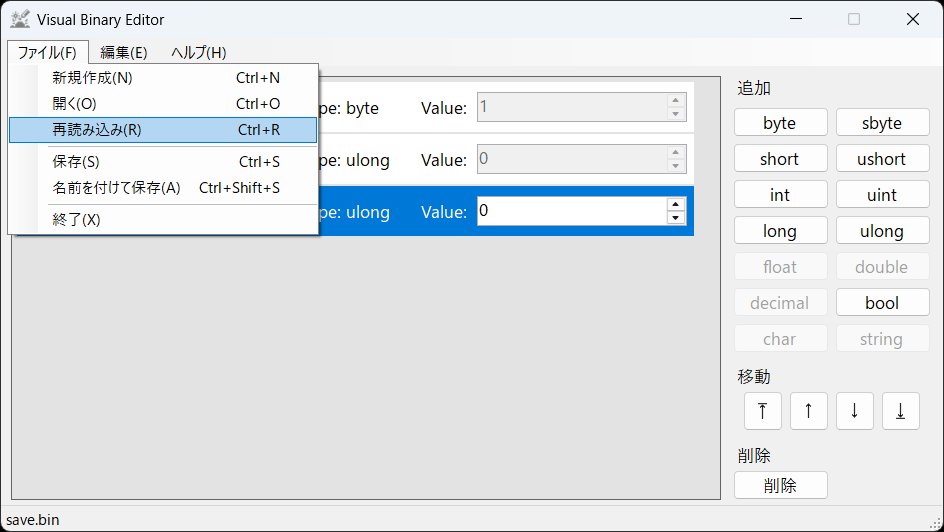 Visual Binary Editor
ファイル(F) 編集(E) ヘルプ(H)
新規作成(N) Ctrl+N
開く(O) Ctrl+O
再読み込み(R) Ctrl+R
保存(S) Ctrl+S
名前を付けて保存(A) Ctrl+Shift+S
終了(X)
pe: byte Value: 1
pe: ulong Value: 0
pe: ulong Value: 0
追加
byte sbyte
short ushort
int uint
long ulong
float double
decimal bool
char string
移動
↑ ↓
削除
削除
save.bin